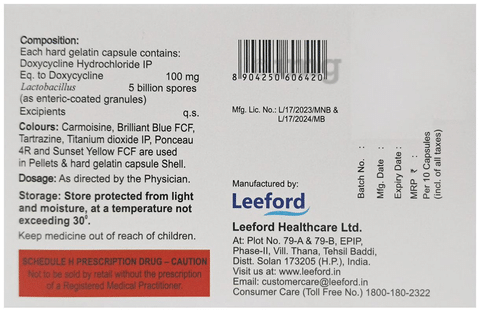 Composition:
Each hard gelatin capsule contains:
Doxycycline Hydrochloride IP
Eq. to Doxycycline 100 mg
Lactobacillus 5 billion spores
(as enteric-coated granules)
Excipients q.s.
Colours: Carmoisine, Brilliant Blue FCF,
Tartrazine, Titanium dioxide IP, Ponceau
4R and Sunset Yellow FCF are used
in Pellets & hard gelatin capsule Shell.
Dosage: As directed by the Physician.
Storage: Store protected from light
and moisture, at a temperature not
exceeding 30°.
Keep medicine out of reach of children.
SCHEDULE H PRESCRIPTION DRUG – CAUTION
Not to be sold by retail without the prescription
of a Registered Medical Practitioner.
8 904250 606420
Mfg. Lic. No.: L/17/2023/MNB &
L/17/2024/MB
Manufactured by:
Leeford
Leeford Healthcare Ltd.
At: Plot No. 79-A & 79-B, EPIP,
Phase-II, Vill. Thana, Tehsil Baddi,
Distt. Solan 173205 (H.P.), India.
Visit us at: www.leeford.in
Email: customercare@leeford.in
Consumer Care (Toll Free No.) 1800-180-2322
Batch No. :
Mfg. Date :
Expiry Date :
MRP ₹ :
Per 10 Capsules
(incl. of all taxes)